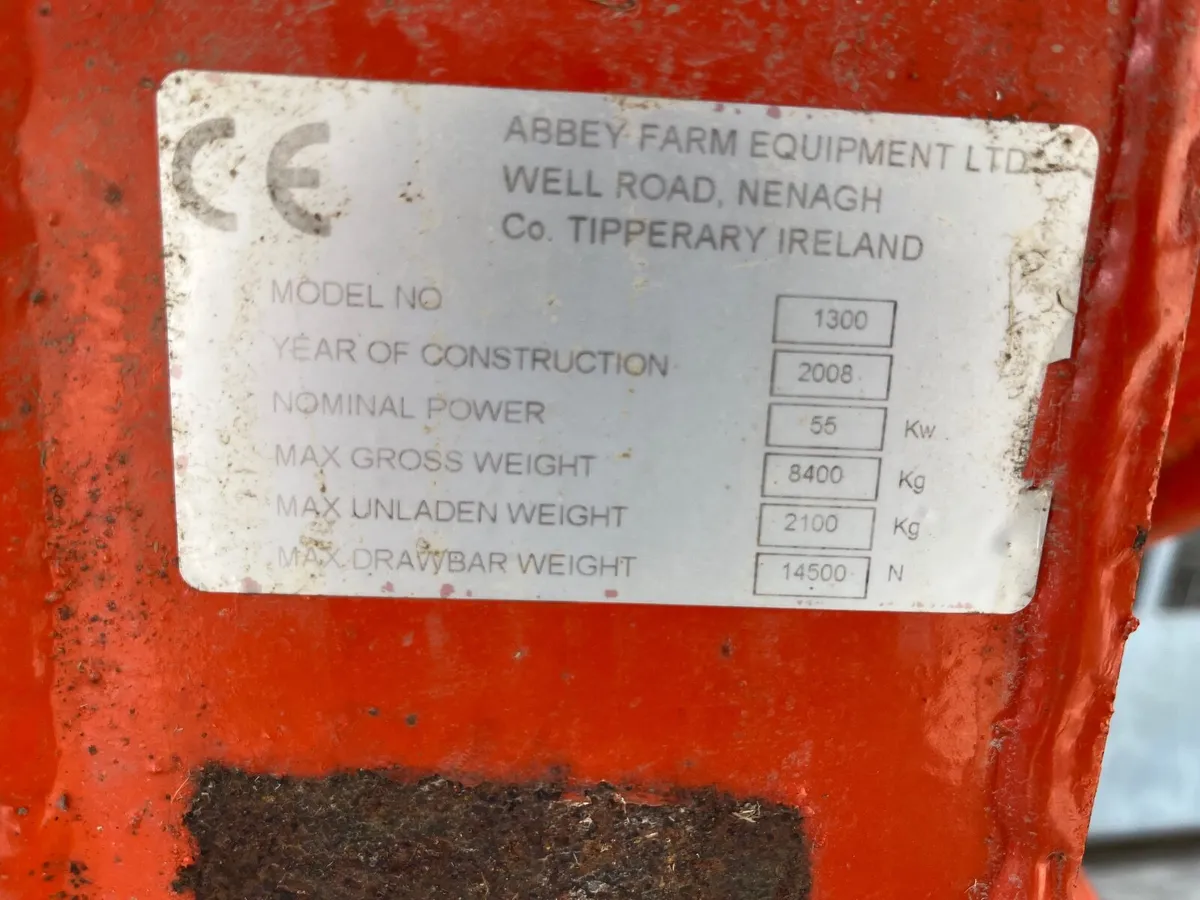 CE
ABBEY FARM EQUIPMENT LTD
WELL ROAD, NENAGH
Co. TIPPERARY IRELAND
MODEL NO 1300
YEAR OF CONSTRUCTION 2008
NOMINAL POWER 55 Kw
MAX GROSS WEIGHT 8400 Kg
MAX UNLADEN WEIGHT 2100 Kg
MAX DRAWBAR WEIGHT 14500 N